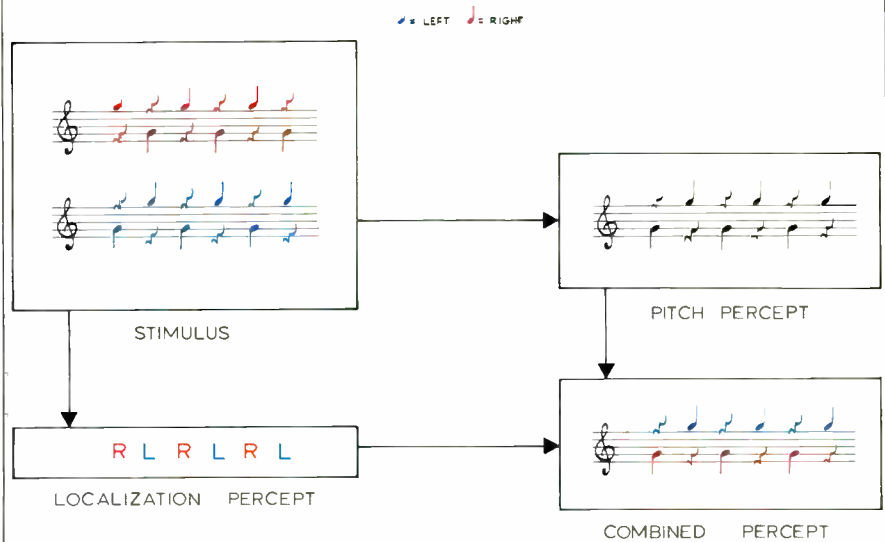 = LEFT = RIGHT
STIMULUS
PITCH PERCEPT
R L R L R L
LOCALIZATION PERCEPT
COMBINED PERCEPT